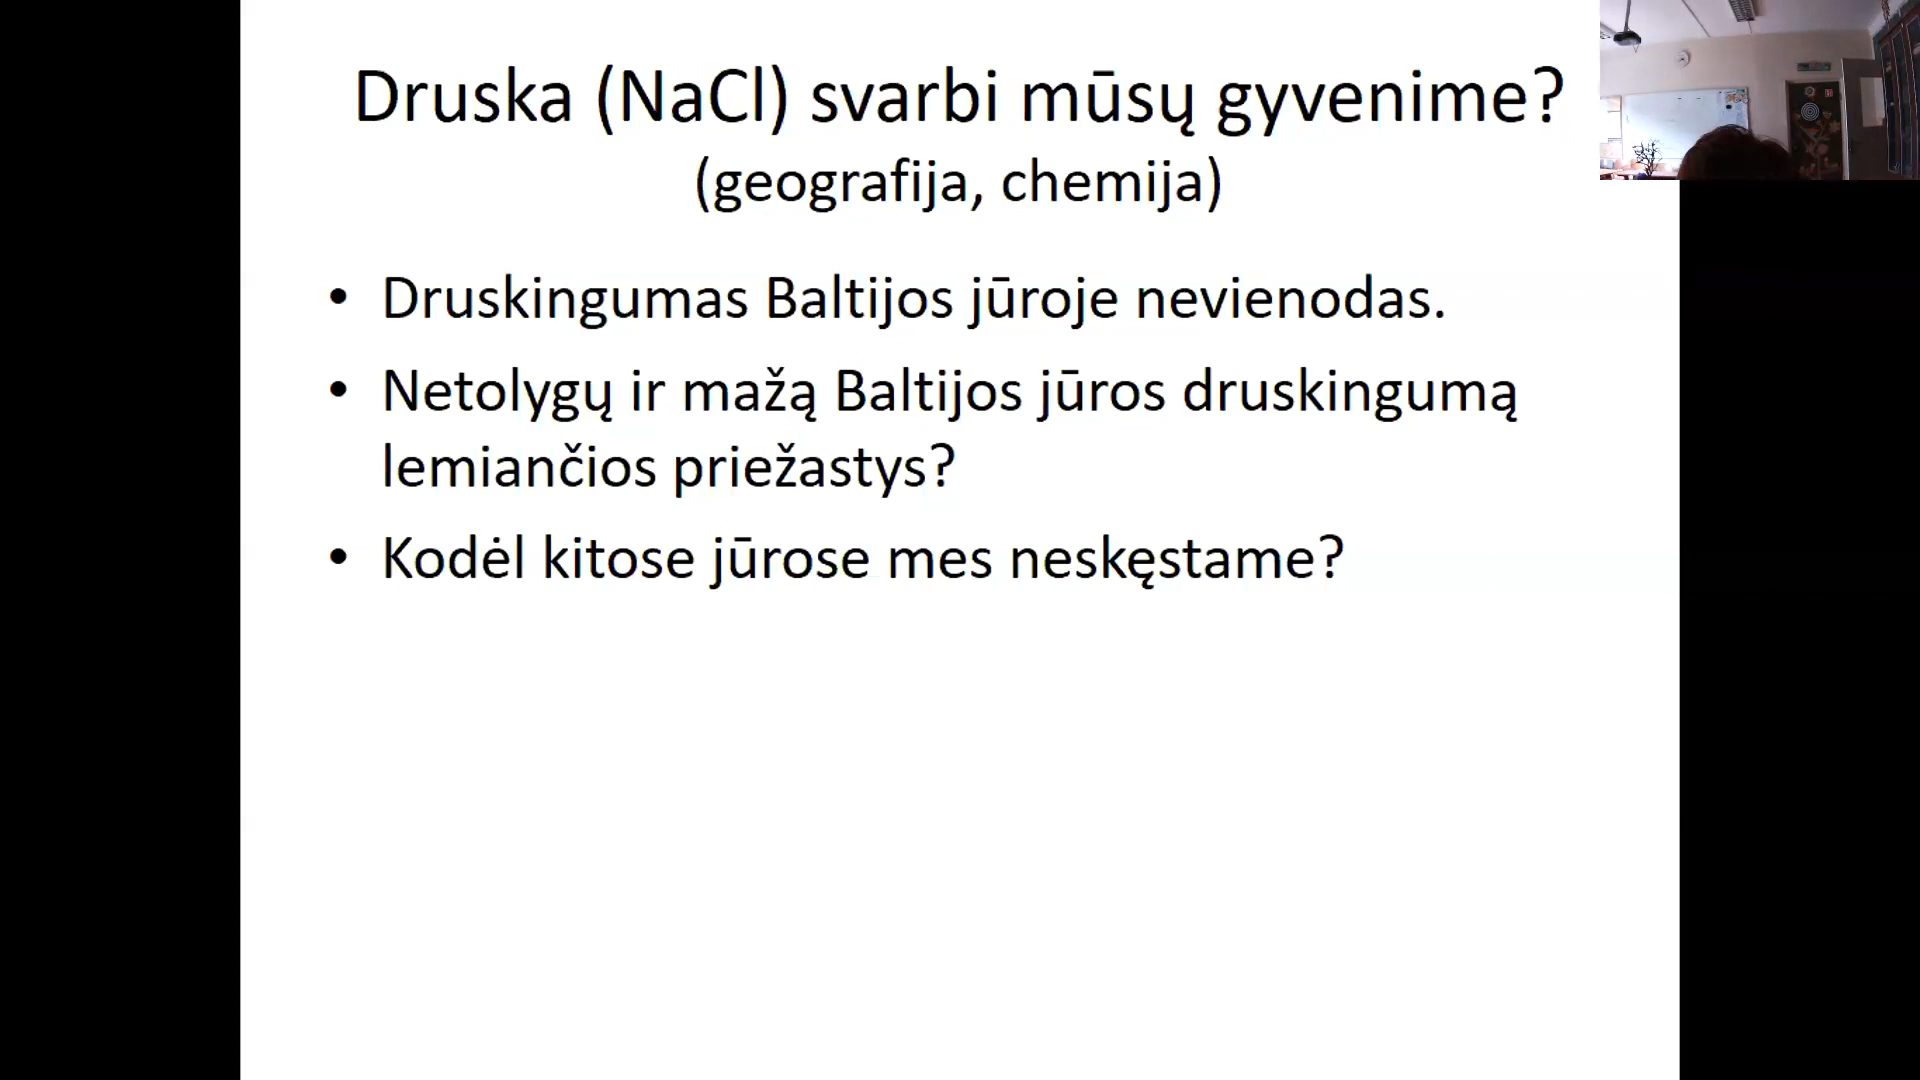 Druska (NaCl) svarbi mūsų gyvenime?
(geografija, chemija)
• Druskingumas Baltijos jūroje nevienodas.
• Netolygų ir mažą Baltijos jūros druskingumą
lemiančios priežastys?
• Kodėl kitose jūrose mes neskęstame?